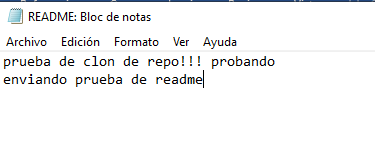 README: Bloc de notas
Archivo Edición Formato Ver Ayuda
prueba de clon de repo!!! probando
enviando prueba de readme